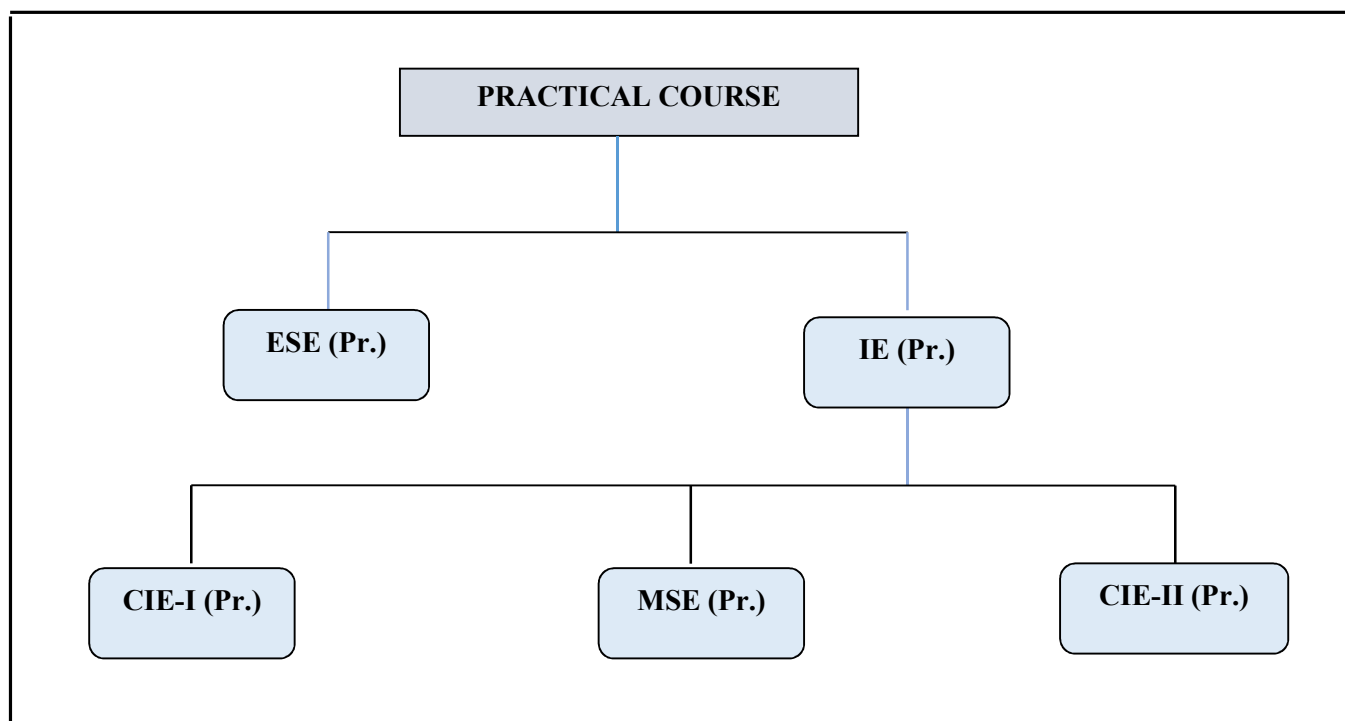 PRACTICAL COURSE
ESE (Pr.)
IE (Pr.)
CIE-I (Pr.)
MSE (Pr.)
CIE-II (Pr.)